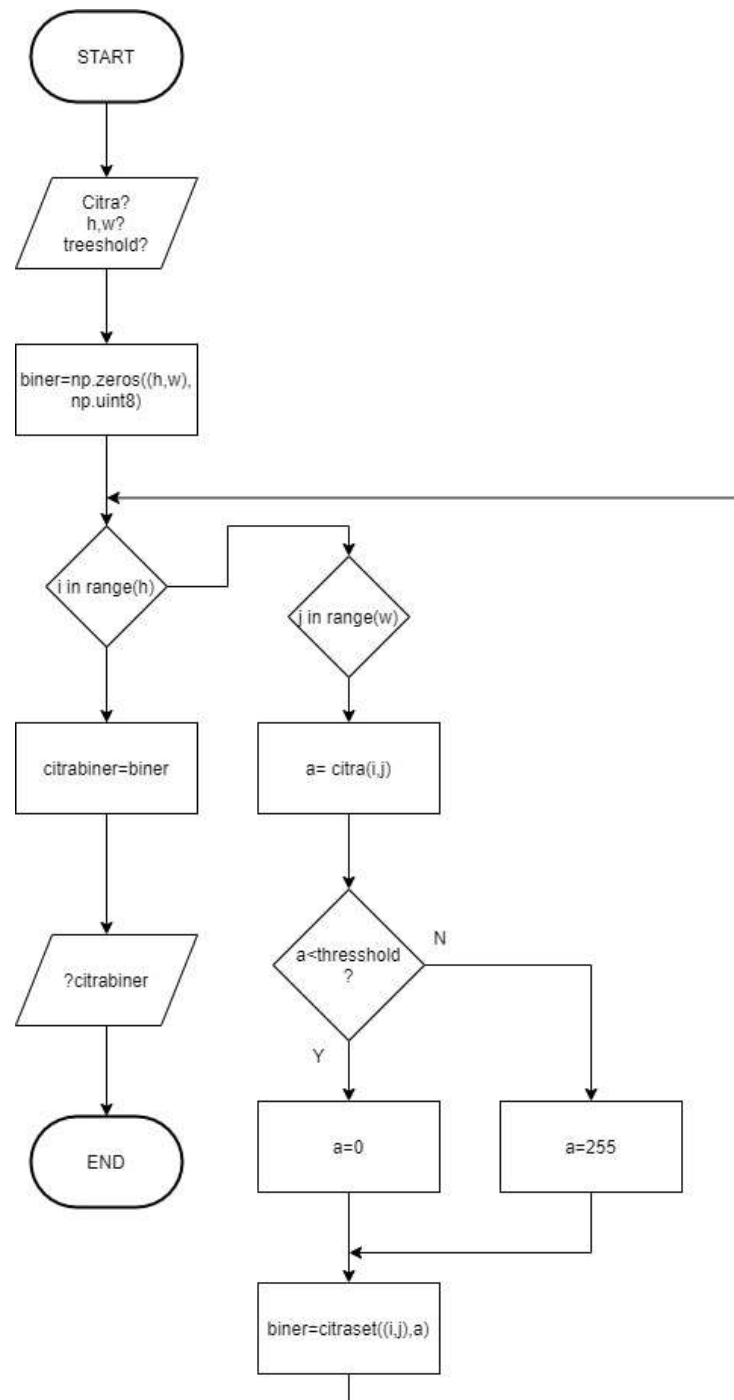 START
Citra?
h,w?
treeshold?
biner=np.zeros((h,w),
np.uint8)
i in range(h)
j in range(w)
citrabiner=biner
a= citra(i,j)
a<thresshold
?
N
Y
?citrabiner
a=0
a=255
END
biner=citraset((i,j),a)